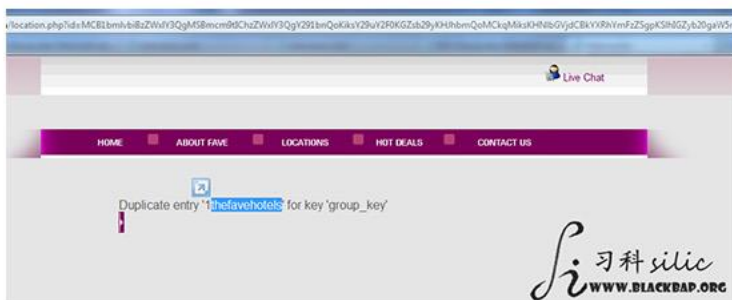 /location.php?id=
Live Chat
HOME ABOUT FAVE LOCATIONS HOT DEALS CONTACT US
Duplicate entry '1thefavehotels' for key 'group_key'
习科 silic
WWW.BLACKBAP.ORG